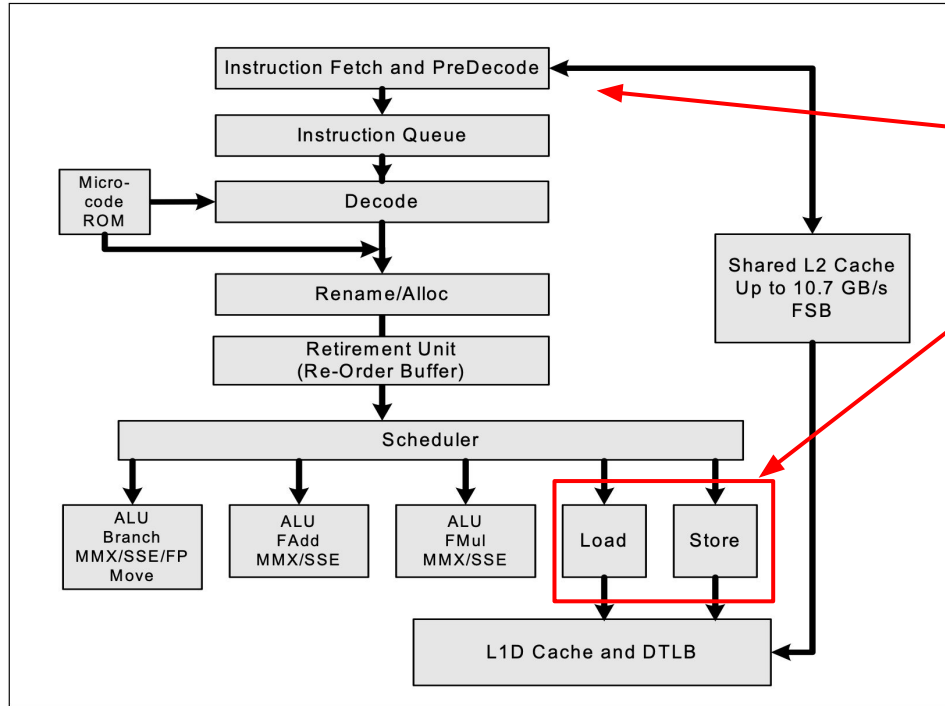 Instruction Fetch and PreDecode
Instruction Queue
Micro-
code
ROM
Decode
Shared L2 Cache
Up to 10.7 GB/s
FSB
Rename/Alloc
Retirement Unit
(Re-Order Buffer)
Scheduler
ALU
Branch
MMX/SSE/FP
Move
ALU
FAdd
MMX/SSE
ALU
FMul
MMX/SSE
Load
Store
L1D Cache and DTLB